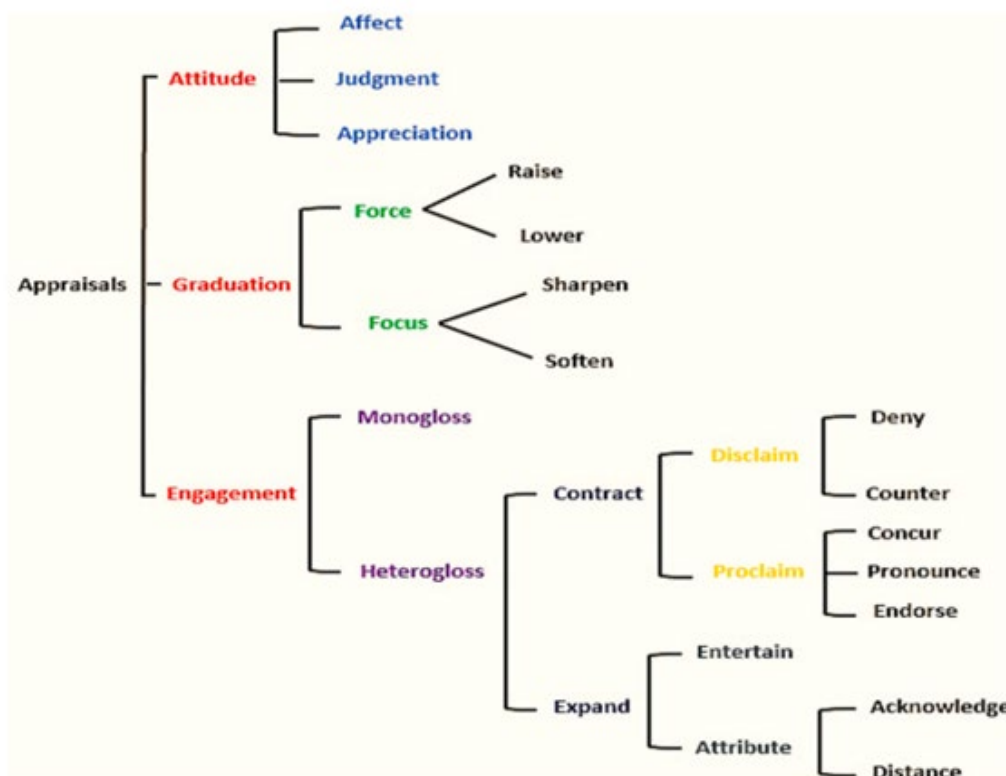 Affect
Attitude
Judgment
Appreciation
Raise
Force
Lower
Appraisals
Graduation
Sharpen
Focus
Soften
Monogloss
Deny
Disclaim
Engagement
Contract
Counter
Concur
Heterogloss
Proclaim
Pronounce
Endorse
Entertain
Expand
Acknowledge
Attribute
Distance